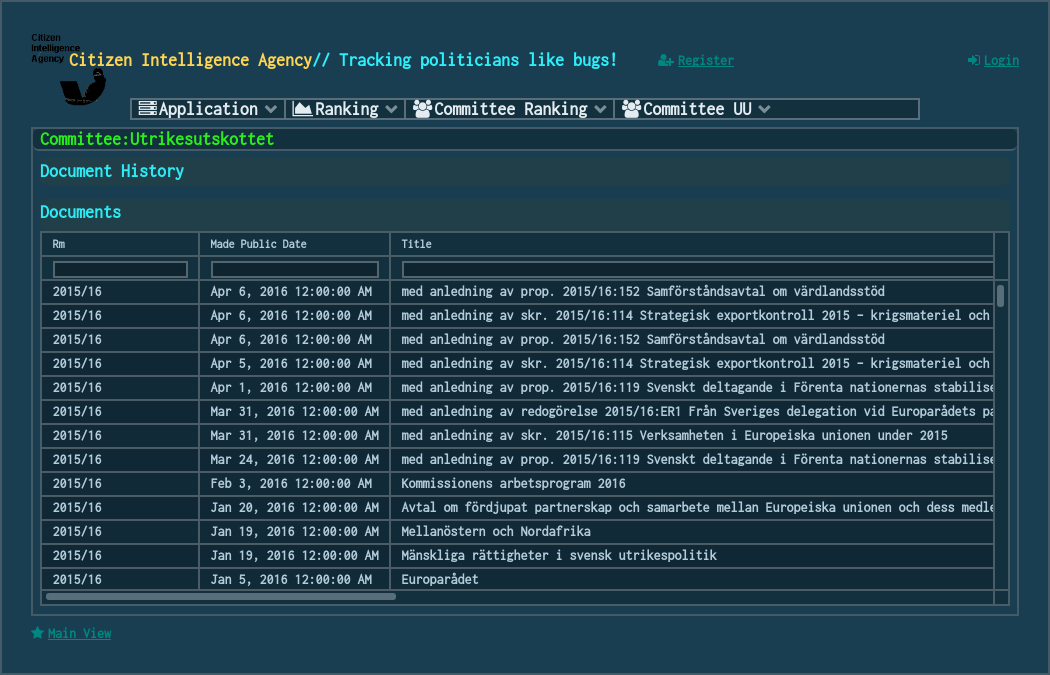 Citizen
Intelligence
Agency
Citizen Intelligence Agency// Tracking politicians like bugs!
Register
Login
Application Ranking Committee Ranking Committee UU
Committee:Utrikesutskottet
Document History
Documents
Rm Made Public Date Title
2015/16 Apr 6, 2016 12:00:00 AM med anledning av prop. 2015/16:152 Samförståndsavtal om värdlandsstöd
2015/16 Apr 6, 2016 12:00:00 AM med anledning av skr. 2015/16:114 Strategisk exportkontroll 2015 – krigsmateriel och
2015/16 Apr 6, 2016 12:00:00 AM med anledning av prop. 2015/16:152 Samförståndsavtal om värdlandsstöd
2015/16 Apr 5, 2016 12:00:00 AM med anledning av skr. 2015/16:114 Strategisk exportkontroll 2015 – krigsmateriel och
2015/16 Apr 1, 2016 12:00:00 AM med anledning av prop. 2015/16:119 Svenskt deltagande i Förenta nationernas stabilise
2015/16 Mar 31, 2016 12:00:00 AM med anledning av redogörelse 2015/16:ER1 Från Sveriges delegation vid Europarådets pa
2015/16 Mar 31, 2016 12:00:00 AM med anledning av skr. 2015/16:115 Verksamheten i Europeiska unionen under 2015
2015/16 Mar 24, 2016 12:00:00 AM med anledning av prop. 2015/16:119 Svenskt deltagande i Förenta nationernas stabilise
2015/16 Feb 3, 2016 12:00:00 AM Kommissionens arbetsprogram 2016
2015/16 Jan 20, 2016 12:00:00 AM Avtal om fördjupat partnerskap och samarbete mellan Europeiska unionen och dess medle
2015/16 Jan 19, 2016 12:00:00 AM Mellanöstern och Nordafrika
2015/16 Jan 19, 2016 12:00:00 AM Mänskliga rättigheter i svensk utrikespolitik
2015/16 Jan 5, 2016 12:00:00 AM Europarådet
Main View